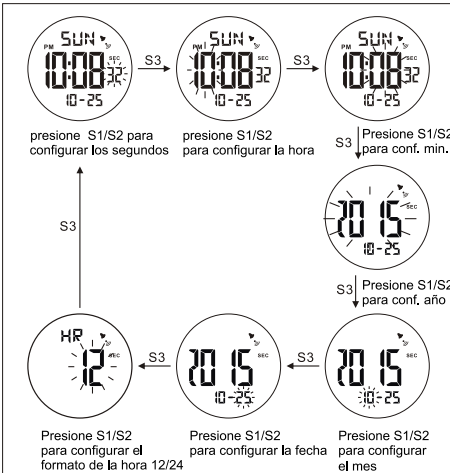 SUN
PM
SEC
10:08 32
10-25
S3
SUN
PM
SEC
10:08 32
10-25
S3
SUN
PM
SEC
10:08 32
10-25
presione S1/S2 para
configurar los segundos
presione S1/S2
para configurar la hora
S3
Presione S1/S2
para conf. min.
SEC
2015
10-25
S3
S3
Presione S1/S2
para conf. año
HR
SEC
12
S3
SEC
2015
10-25
S3
SEC
2015
10-25
Presione S1/S2
para configurar el
formato de la hora 12/24
Presione S1/S2
para configurar la fecha
Presione S1/S2
para configurar
el mes